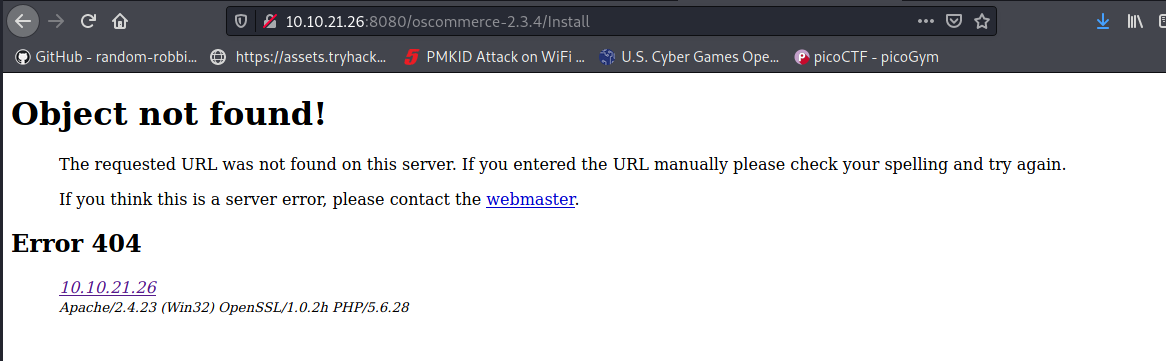 10.10.21.26:8080/oscommerce-2.3.4/Install
GitHub - random-robbi... https://assets.tryhack... PMKID Attack on WiFi ... U.S. Cyber Games Ope... picoCTF - picoGym
Object not found!
The requested URL was not found on this server. If you entered the URL manually please check your spelling and try again.
If you think this is a server error, please contact the webmaster.
Error 404
10.10.21.26
Apache/2.4.23 (Win32) OpenSSL/1.0.2h PHP/5.6.28